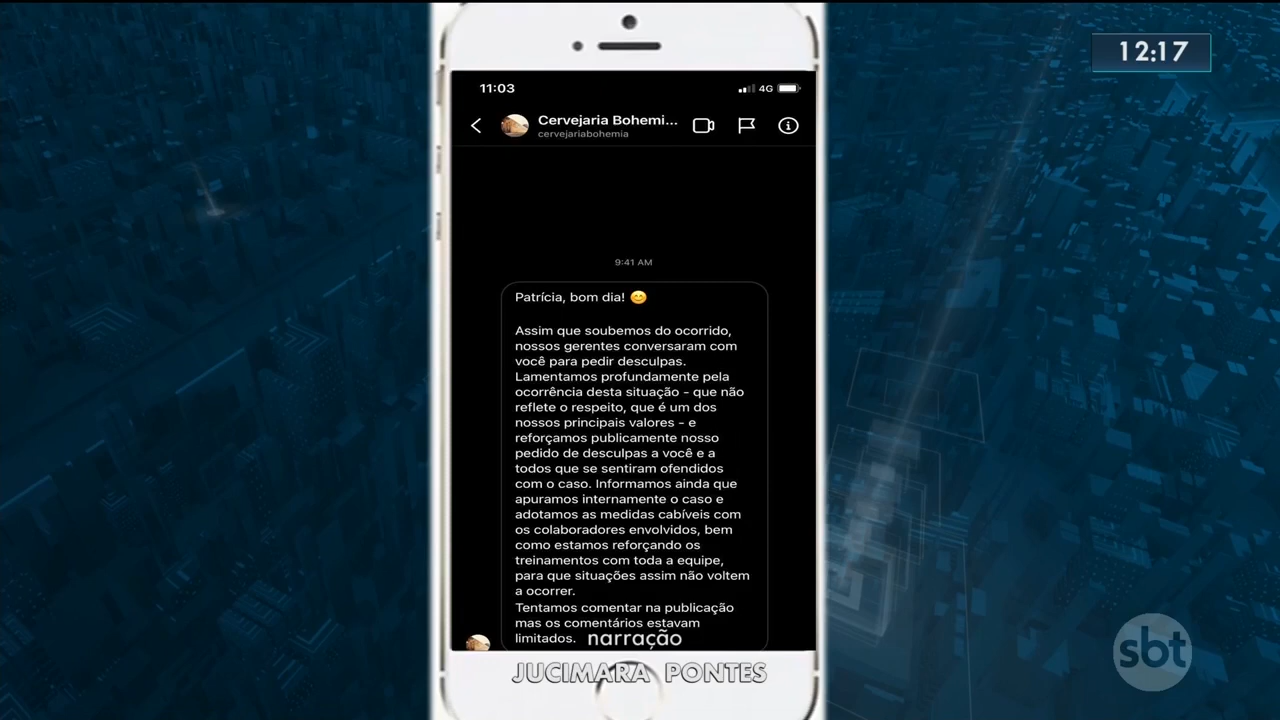 12:17
11:03
4G
Cervejaria Bohemi...
cervejariabohemia
9:41 AM
Patrícia, bom dia! 😊
Assim que soubemos do ocorrido,
nossos gerentes conversaram com
você para pedir desculpas.
Lamentamos profundamente pela
ocorrência desta situação - que não
reflete o respeito, que é um dos
nossos principais valores - e
reforçamos publicamente nosso
pedido de desculpas a você e a
todos que se sentiram ofendidos
com o caso. Informamos ainda que
apuramos internamente o caso e
adotamos as medidas cabíveis com
os colaboradores envolvidos, bem
como estamos reforçando os
treinamentos com toda a equipe,
para que situações assim não voltem
a ocorrer.
Tentamos comentar na publicação
mas os comentários estavam
limitados.
narração
JUCIMARA PONTES
sbt